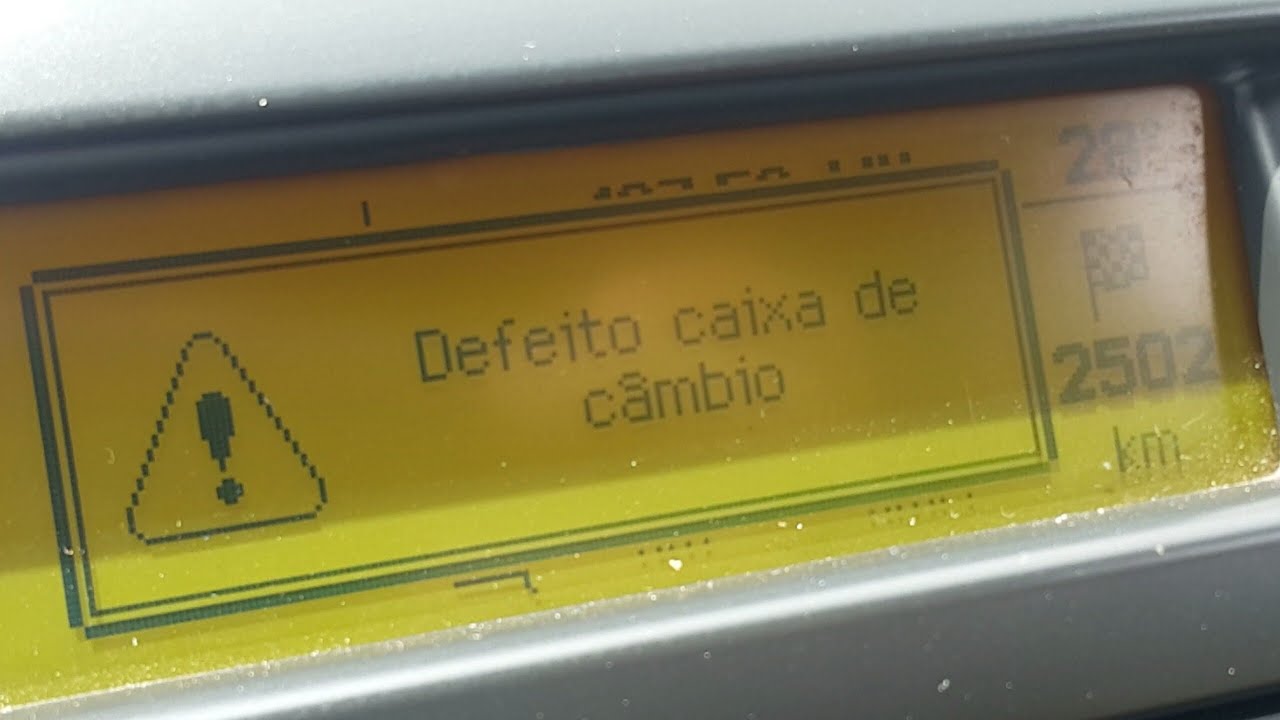 Defeito caixa de
câmbio
2502
km